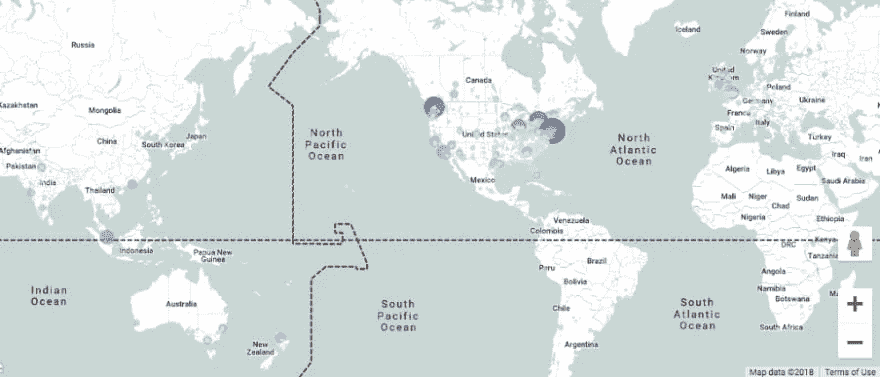 Finland
Russia
Iceland
Sweden
Norway
Canada
United
Kingdom
Poland
Kazakhstan
Germany
Ukraine
Mongolia
France
Italy
Spain
Turkey
Japan
North
Pacific
Ocean
United States
North
Atlantic
Ocean
China
South Korea
Afghanistan
Iraq
Iran
Pakistan
Algeria
Libya
Egypt
Saudi Arabia
India
Mexico
Thailand
Mali
Niger
Sudan
Chad
Nigeria
Ethiopia
Venezuela
Colombia
Indonesia
Papua New
Guinea
DRC
Kenya
Tanzania
Peru
Brazil
Angola
Bolivia
Namibia
Botswana
Ma
Indian
Ocean
Australia
South
Pacific
Ocean
Chile
South
Atlantic
Ocean
South Africa
New
Zealand
Argentina
+
−
Map data ©2018
Terms of Use